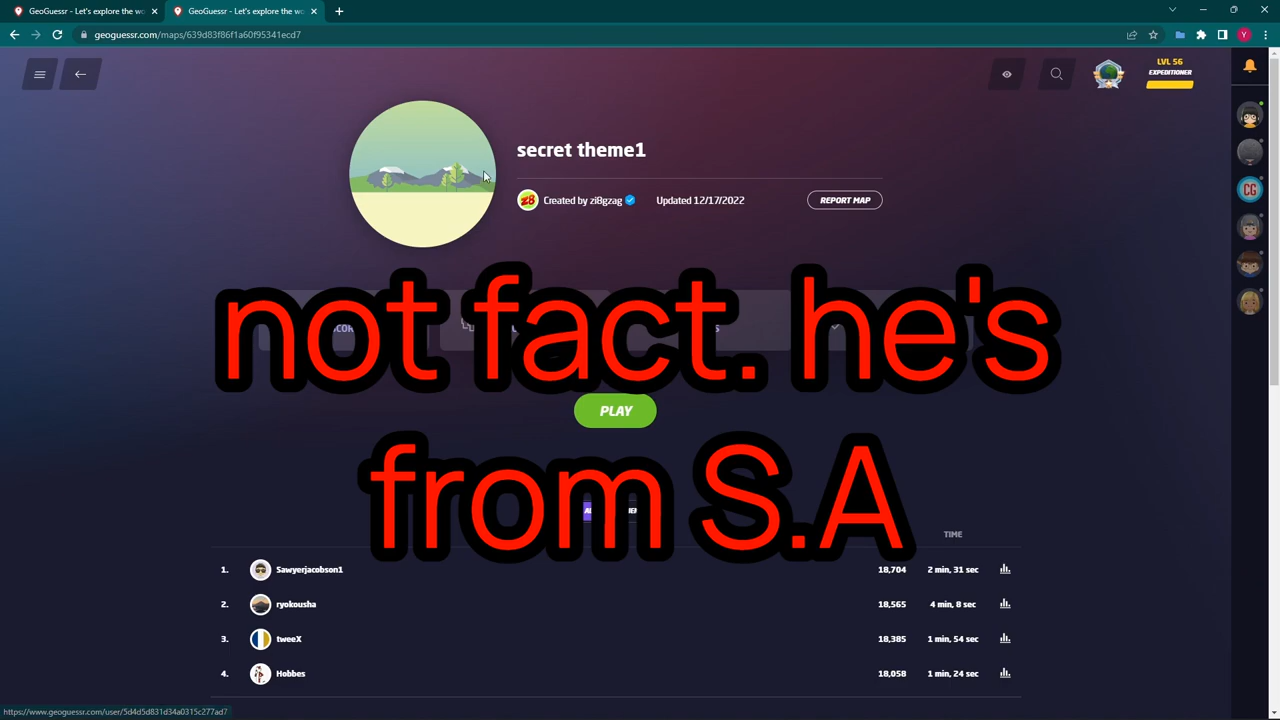 GeoGuessr - Let's explore the wo
GeoGuessr - Let's explore the wo
geoguessr.com/maps/639d83f86f1a60f95341ecd7
Y
LVL 56
EXPEDITIONER
secret theme1
z8 Created by zi8gzag Updated 12/17/2022 REPORT MAP
CG
not fact. he's
PLAY
from S.A
TIME
1. Sawyerjacobson1 18,704 2 min, 31 sec
2. ryokousha 18,565 4 min, 8 sec
3. tweeX 18,385 1 min, 54 sec
4. Hobbes 18,058 1 min, 24 sec
https://www.geoguessr.com/user/5d4d5d831d34a0315c277ad7